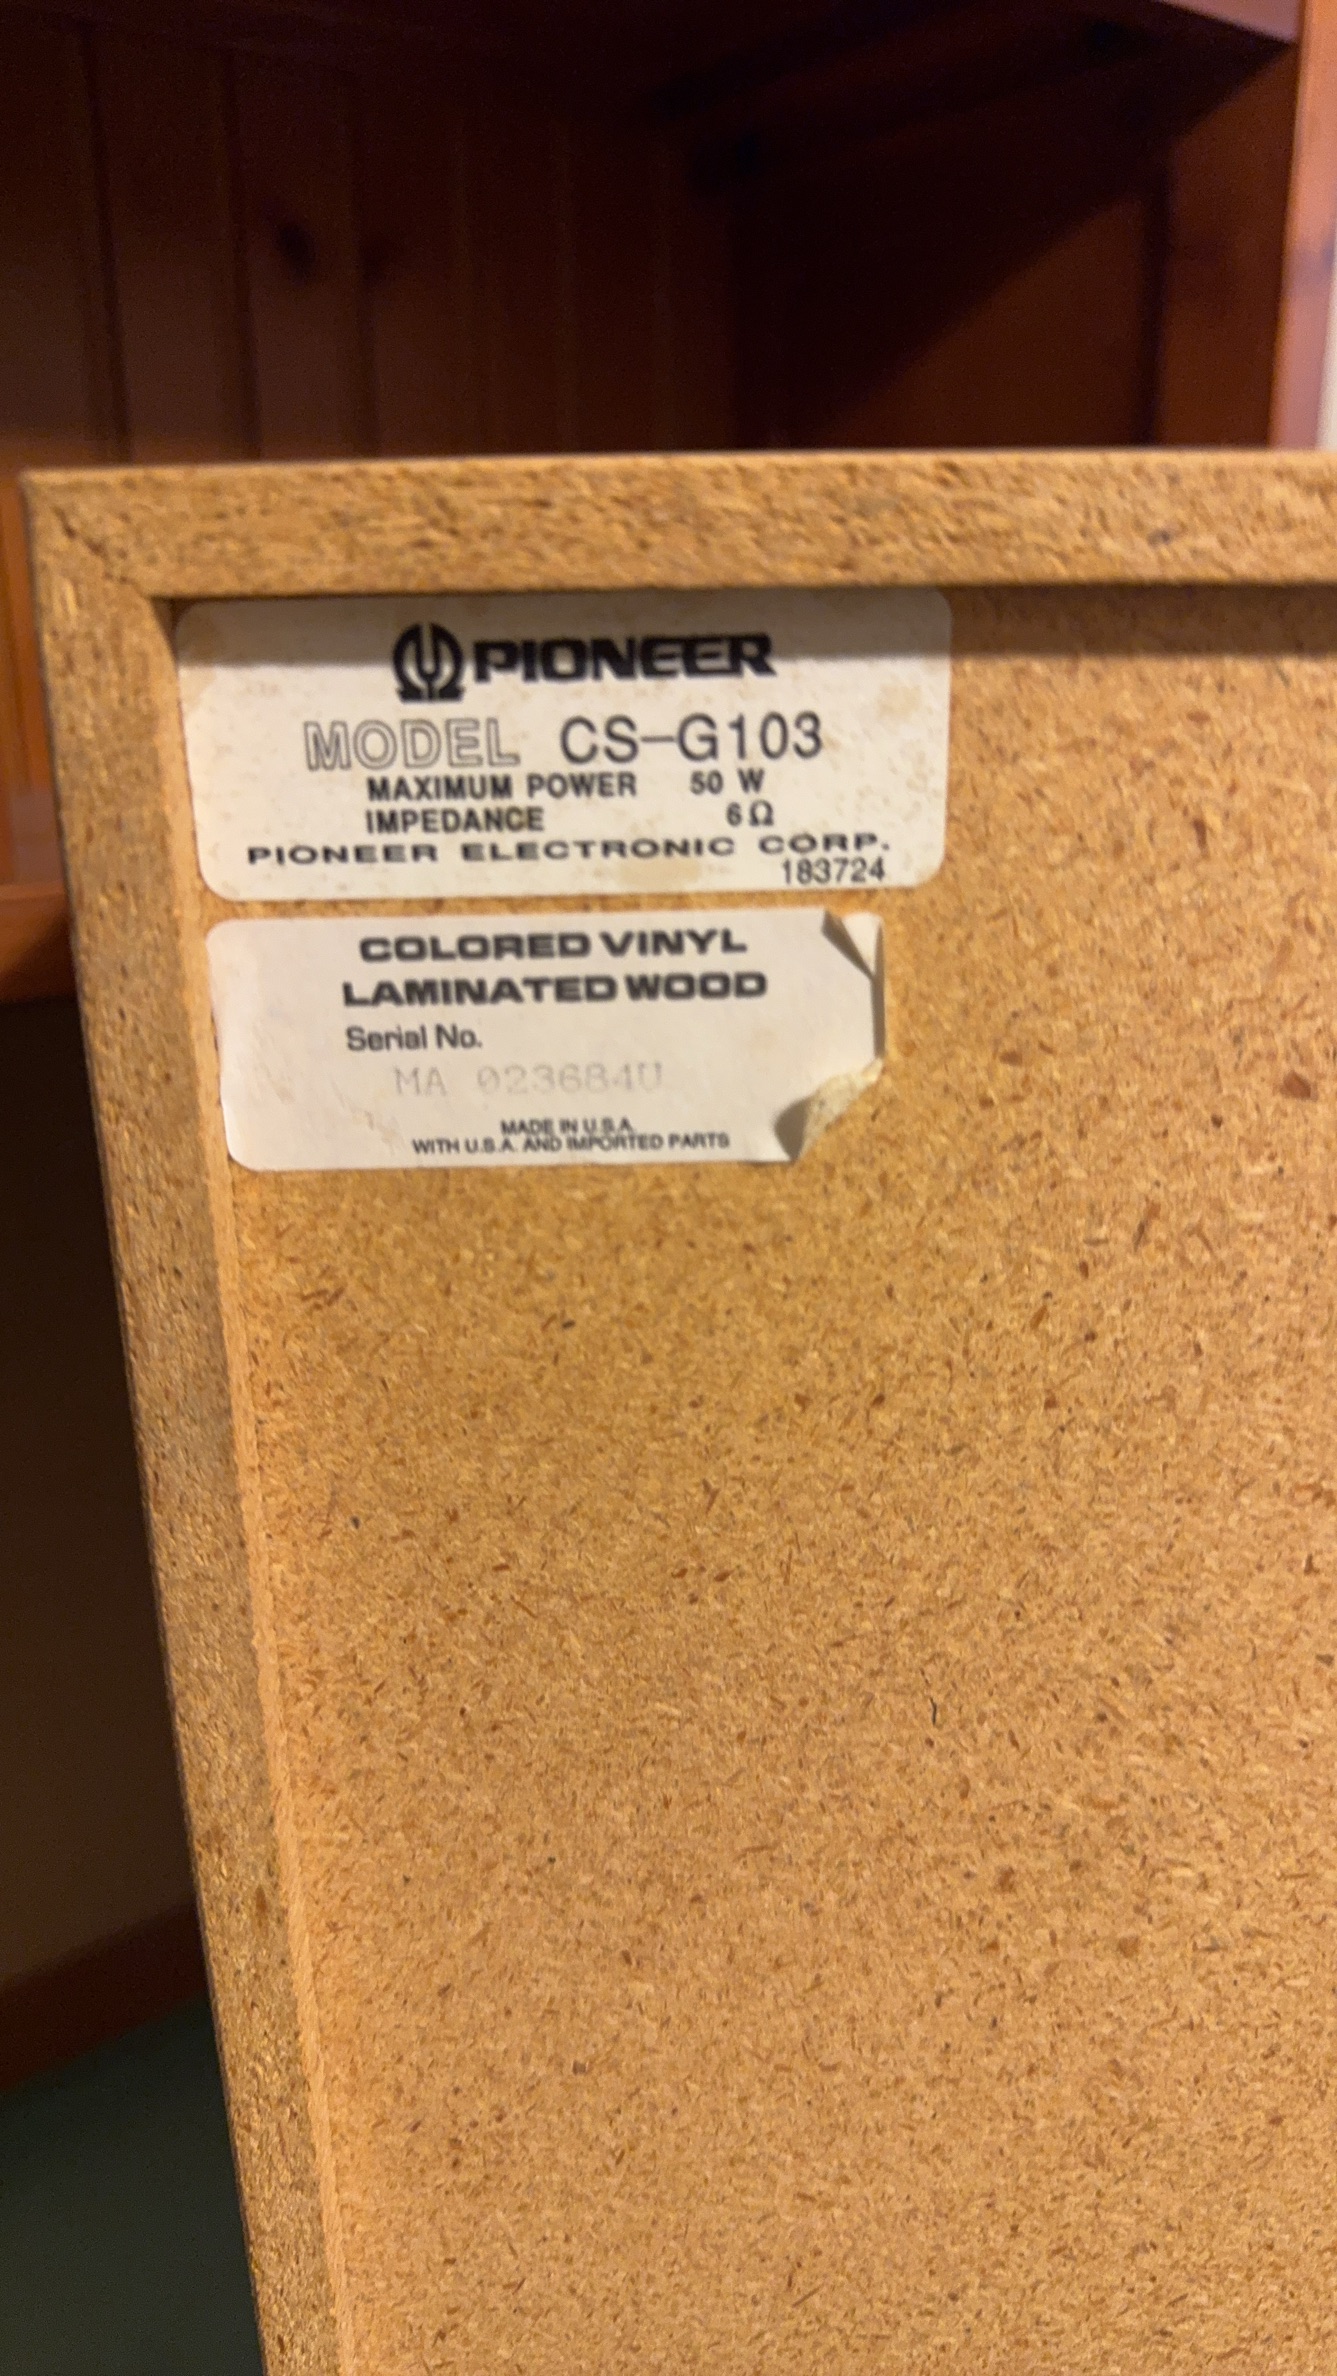 PIONEER
MODEL CS-G103
MAXIMUM POWER 50 W
IMPEDANCE 6Ω
PIONEER ELECTRONIC CORP.
183724
COLORED VINYL
LAMINATED WOOD
Serial No.
MA 023684U
MADE IN U.S.A.
WITH U.S.A. AND IMPORTED PARTS